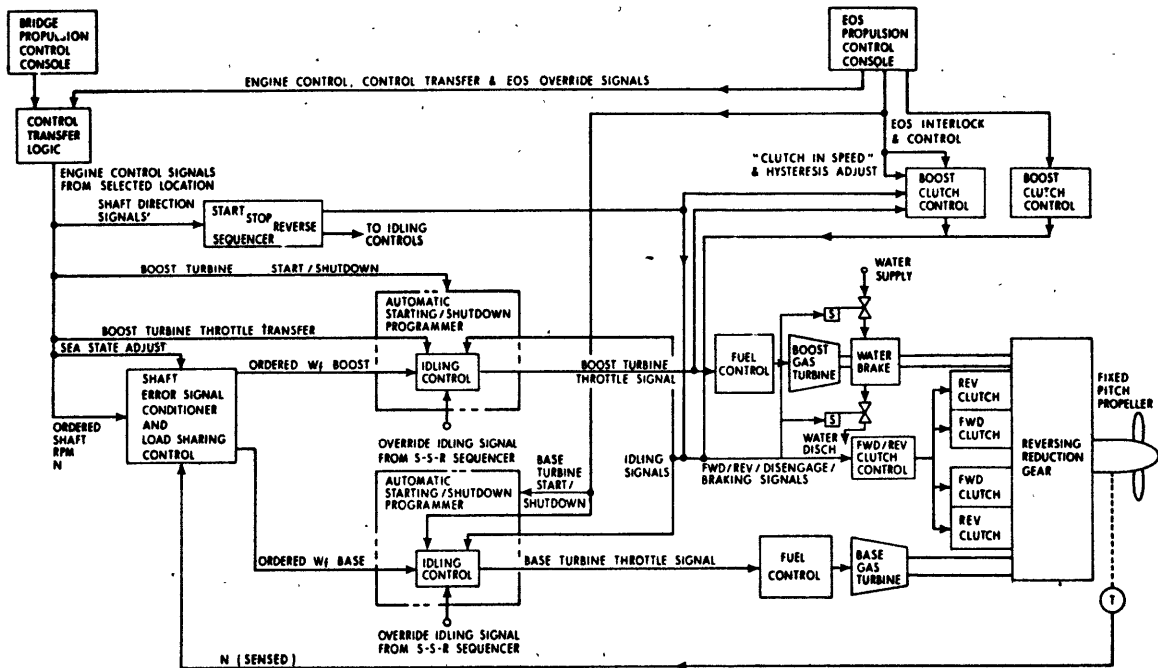 BRIDGE
PROPULSION
CONTROL
CONSOLE
EOS
PROPULSION
CONTROL
CONSOLE
ENGINE CONTROL, CONTROL TRANSFER & EOS OVERRIDE SIGNALS
CONTROL
TRANSFER
LOGIC
EOS INTERLOCK
& CONTROL
ENGINE CONTROL SIGNALS
FROM SELECTED LOCATION
"CLUTCH IN SPEED"
& HYSTERESIS ADJUST
BOOST
CLUTCH
CONTROL
BOOST
CLUTCH
CONTROL
SHAFT DIRECTION
SIGNALS'
START
STOP
REVERSE
SEQUENCER
TO IDLING
CONTROLS
WATER
SUPPLY
BOOST TURBINE START/SHUTDOWN
AUTOMATIC
STARTING/SHUTDOWN
PROGRAMMER
S
BOOST TURBINE THROTTLE TRANSFER
SEA STATE ADJUST
IDLING
CONTROL
FUEL
CONTROL
BOOST
GAS
TURBINE
WATER
BRAKE
ORDERED Wf BOOST
BOOST TURBINE
THROTTLE SIGNAL
SHAFT
ERROR SIGNAL
CONDITIONER
AND
LOAD SHARING
CONTROL
REV
CLUTCH
FWD
CLUTCH
FIXED
PITCH
PROPELLER
ORDERED
SHAFT
RPM
N
S
WATER
DISCH
OVERRIDE IDLING SIGNAL
FROM S-S-R SEQUENCER
IDLING
SIGNALS
FWD/REV/DISENGAGE/
BRAKING SIGNALS
FWD/REV
CLUTCH
CONTROL
REVERSING
REDUCTION
GEAR
BASE
TURBINE
START/
SHUTDOWN
AUTOMATIC
STARTING/SHUTDOWN
PROGRAMMER
FWD
CLUTCH
REV
CLUTCH
ORDERED Wf BASE
IDLING
CONTROL
BASE TURBINE THROTTLE SIGNAL
FUEL
CONTROL
BASE
GAS
TURBINE
T
OVERRIDE IDLING SIGNAL
FROM S-S-R SEQUENCER
N (SENSED)